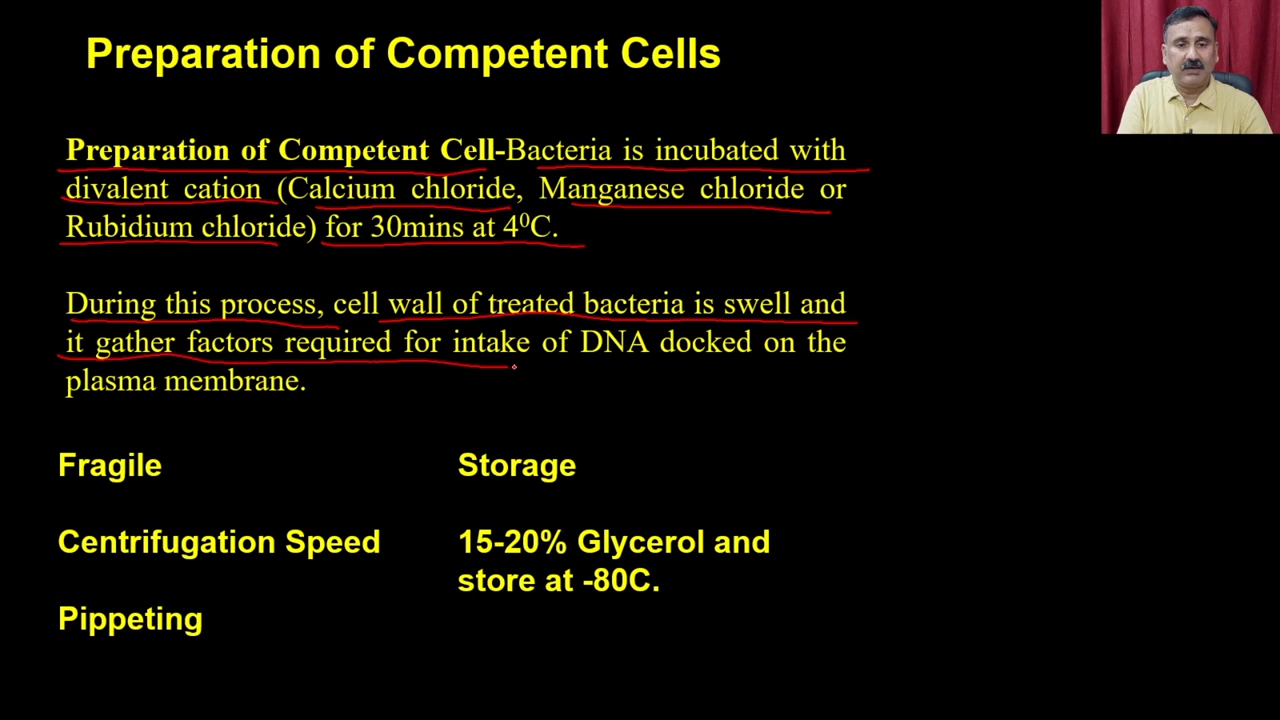 Preparation of Competent Cells
Preparation of Competent Cell-Bacteria is incubated with
divalent cation (Calcium chloride, Manganese chloride or
Rubidium chloride) for 30mins at 4⁰C.
During this process, cell wall of treated bacteria is swell and
it gather factors required for intake of DNA docked on the
plasma membrane.
Fragile
Centrifugation Speed
Pippeting
Storage
15-20% Glycerol and
store at -80C.